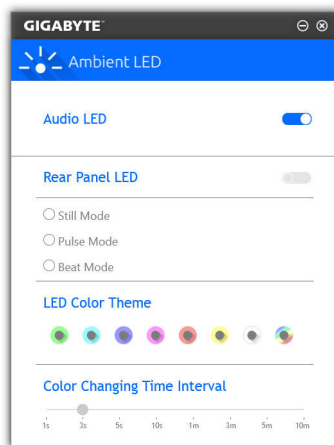 GIGABYTE™
Ambient LED
Audio LED
Rear Panel LED
Still Mode
Pulse Mode
Beat Mode
LED Color Theme
Color Changing Time Interval
1s 3s 5s 10s 1m 3m 5m 10m